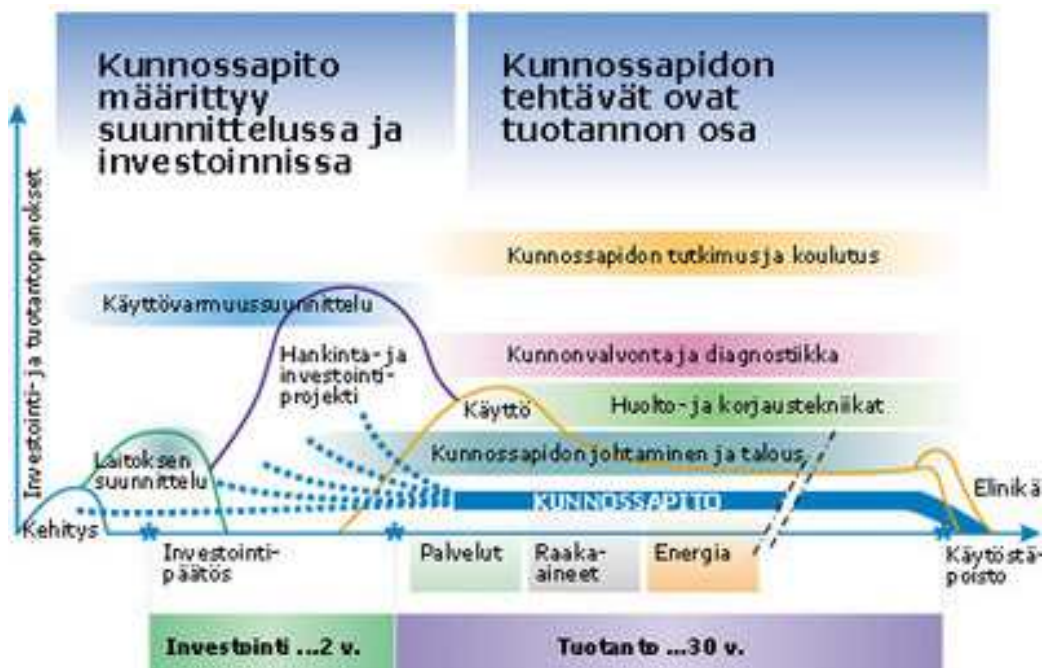 Kunnossapito
määrittyy
suunnittelussa ja
investoinnissa
Kunnossapidon
tehtävät ovat
tuotannon osa
Investointi- ja tuotantopanokset
Kunnossapidon tutkimus ja koulutus
Käyttövarmuussuunnittelu
Hankinta- ja
investointi-
projekti
Kunnonvalvonta ja diagnostiikka
Käyttö
Huolto- ja korjaustekniikat
Laitoksen
suunnittelu
Kunnossapidon johtaminen ja talous
Elinikä
KUNNOSSAPITO
Kehitys
Investointi-
päätös
Palvelut
Raaka-
aineet
Energia
Käytöstä-
poisto
Investointi ...2 v.
Tuotanto ...30 v.